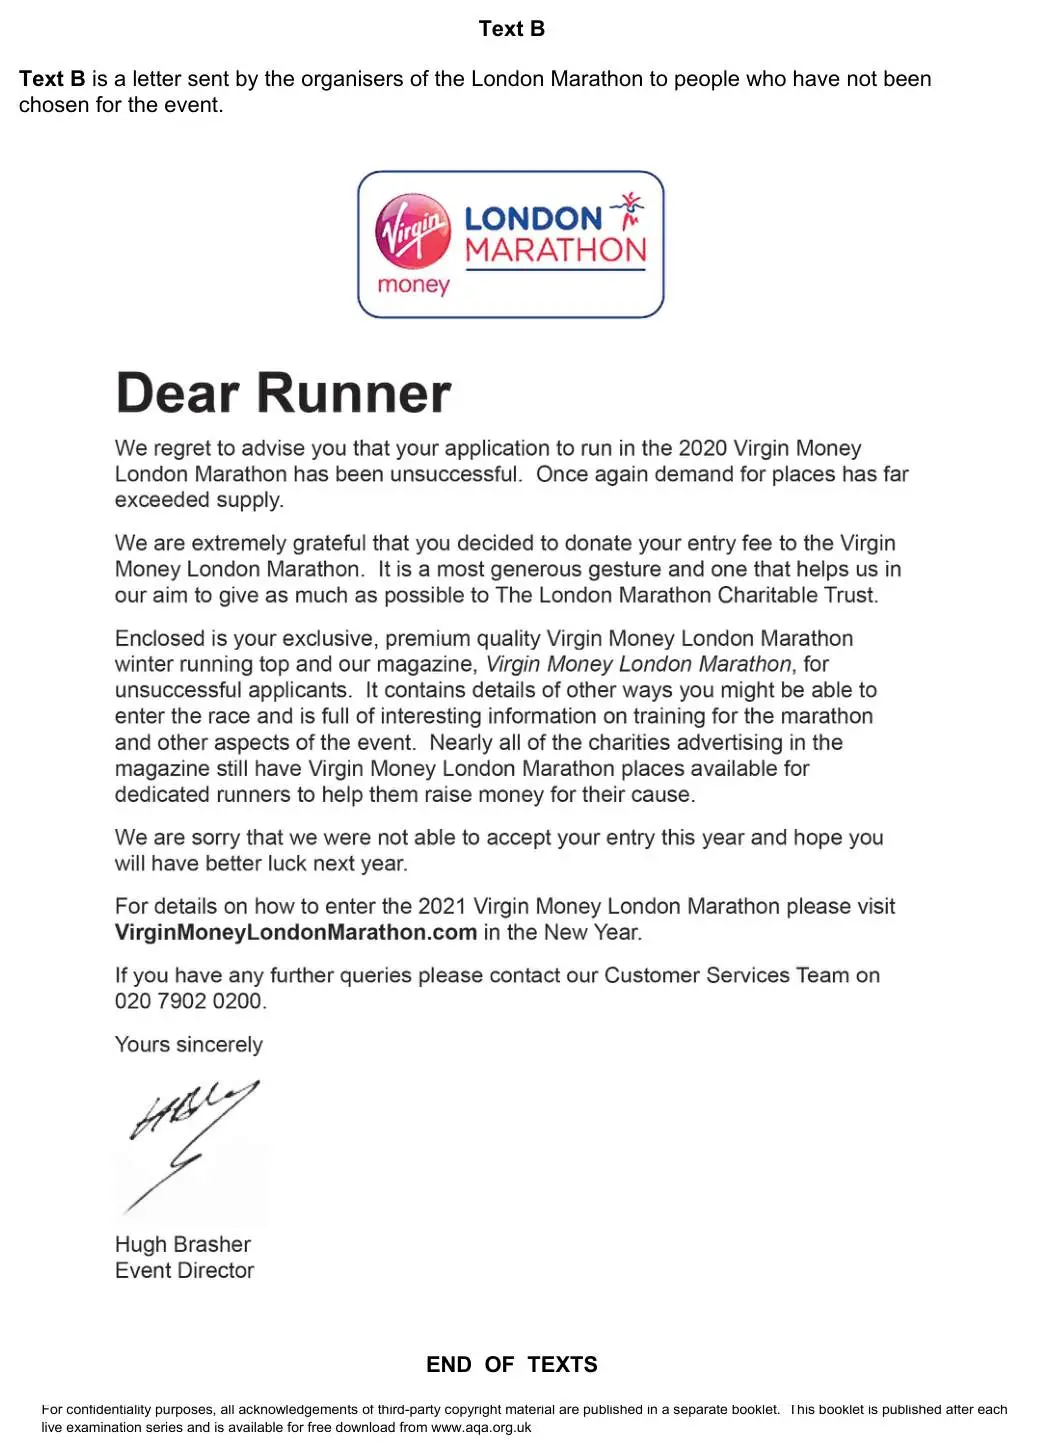 Text B
Text B is a letter sent by the organisers of the London Marathon to people who have not been
chosen for the event.
Virgin money
LONDON
MARATHON
Dear Runner
We regret to advise you that your application to run in the 2020 Virgin Money
London Marathon has been unsuccessful.  Once again demand for places has far
exceeded supply.
We are extremely grateful that you decided to donate your entry fee to the Virgin
Money London Marathon.  It is a most generous gesture and one that helps us in
our aim to give as much as possible to The London Marathon Charitable Trust.
Enclosed is your exclusive, premium quality Virgin Money London Marathon
winter running top and our magazine, Virgin Money London Marathon, for
unsuccessful applicants.  It contains details of other ways you might be able to
enter the race and is full of interesting information on training for the marathon
and other aspects of the event.  Nearly all of the charities advertising in the
magazine still have Virgin Money London Marathon places available for
dedicated runners to help them raise money for their cause.
We are sorry that we were not able to accept your entry this year and hope you
will have better luck next year.
For details on how to enter the 2021 Virgin Money London Marathon please visit
VirginMoneyLondonMarathon.com in the New Year.
If you have any further queries please contact our Customer Services Team on
020 7902 0200.
Yours sincerely
Hugh Brasher
Event Director
END OF TEXTS
For confidentiality purposes, all acknowledgements of third-party copyright material are published in a separate booklet.  This booklet is published after each
live examination series and is available for free download from www.aqa.org.uk